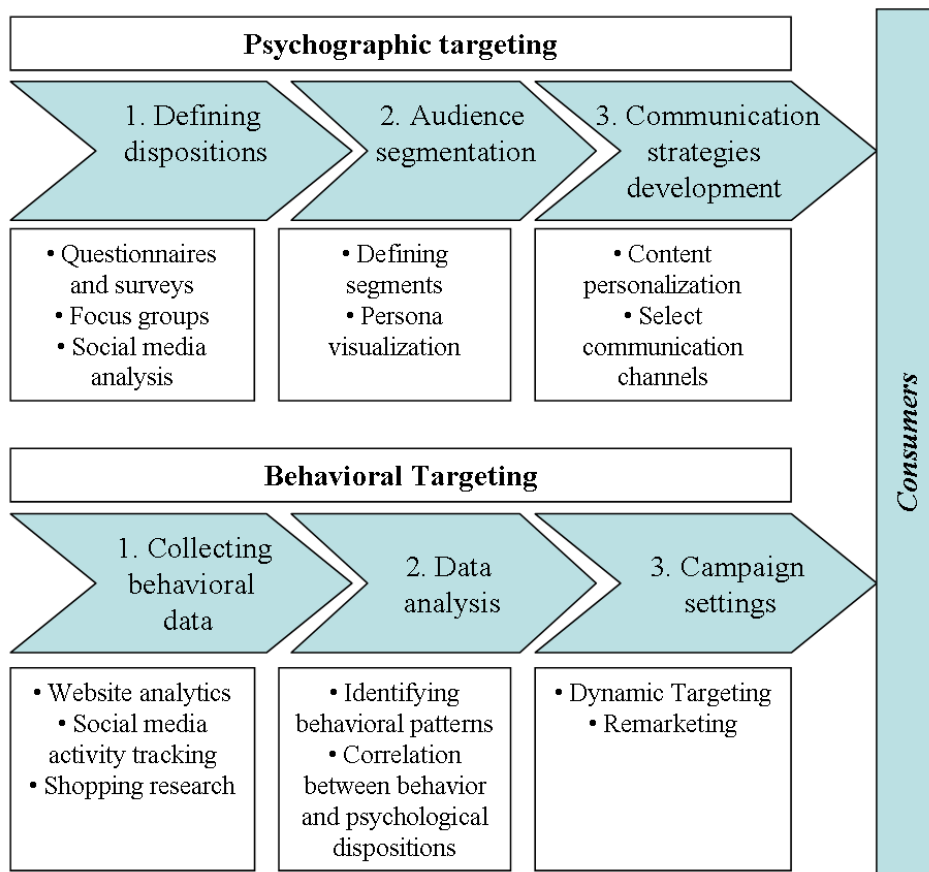 Psychographic targeting
1. Defining
dispositions
2. Audience
segmentation
3. Communication
strategies
development
• Questionnaires
and surveys
• Focus groups
• Social media
analysis
• Defining
segments
• Persona
visualization
• Content
personalization
• Select
communication
channels
Behavioral Targeting
1. Collecting
behavioral
data
2. Data
analysis
3. Campaign
settings
• Website analytics
• Social media
activity tracking
• Shopping research
• Identifying
behavioral patterns
• Correlation
between behavior
and psychological
dispositions
• Dynamic Targeting
• Remarketing
Consumers